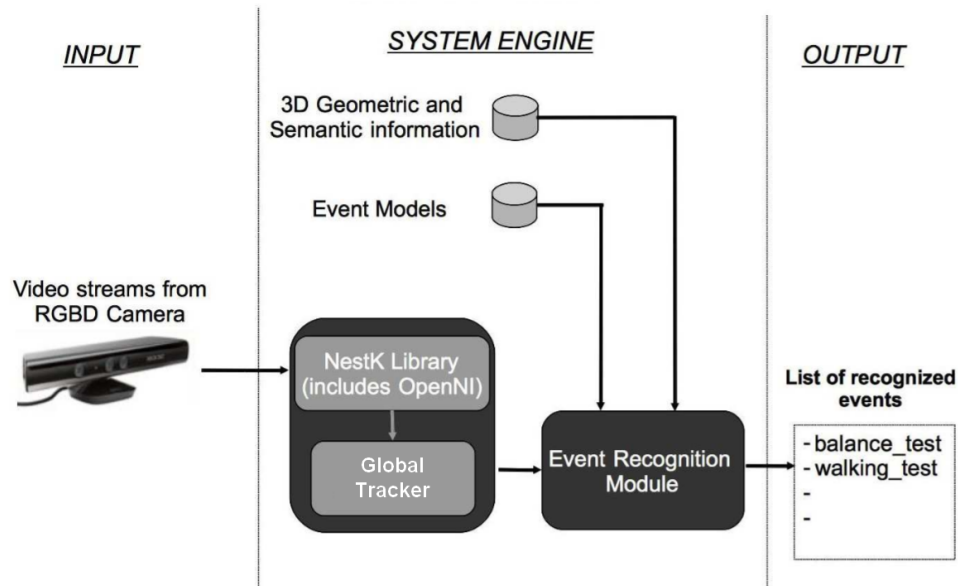 INPUT
SYSTEM ENGINE
OUTPUT
3D Geometric and
Semantic information
Event Models
Video streams from
RGBD Camera
NestK Library
(includes OpenNI)
Global
Tracker
Event Recognition
Module
List of recognized
events
- balance_test
- walking_test
-
-